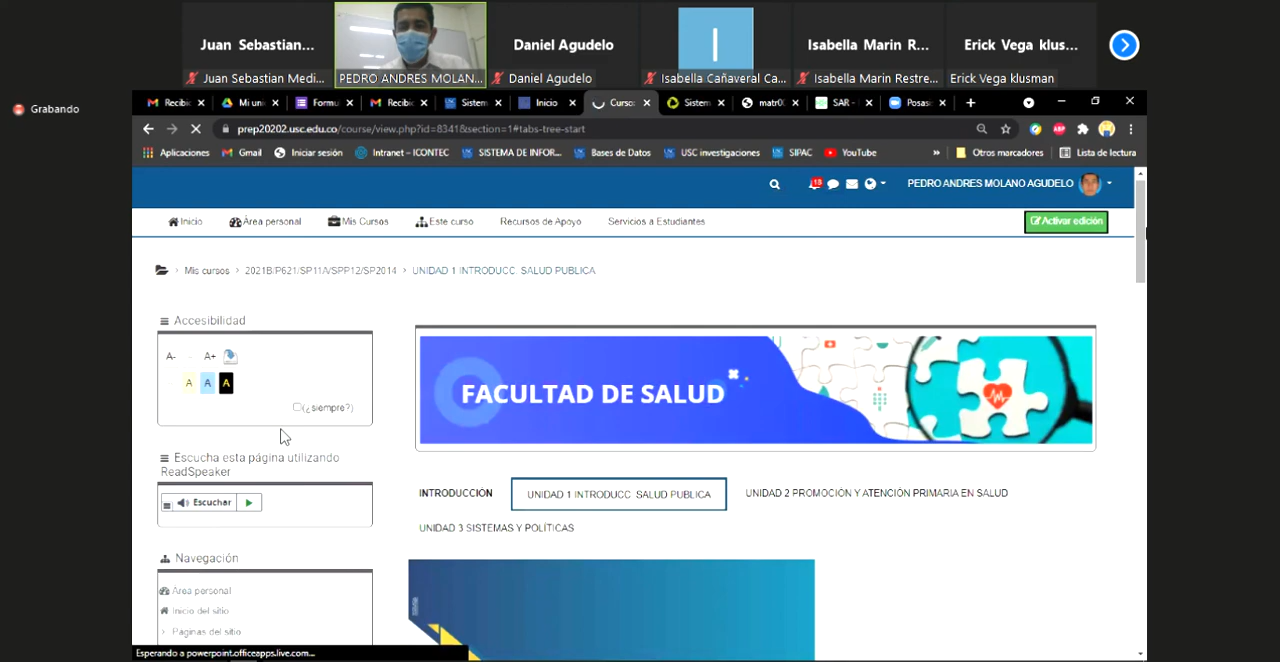 Juan Sebastian...
Daniel Agudelo
I
Isabella Marin R...
Erick Vega klus...
Juan Sebastian Medi...
PEDRO ANDRES MOLAN...
Daniel Agudelo
Isabella Cañaveral Ca...
Isabella Marin Restre...
Erick Vega klusman
Grabando
Recibi
Mi uni
Formu
Recibi
Sistem
Inicio
Curso:
Sistem
matr0
SAR -
Posas
prep20202.usc.edu.co/course/view.php?id=8341&section=1#tabs-tree-start
Aplicaciones
Gmail
Iniciar sesión
Intranet – ICONTEC
SISTEMA DE INFOR...
Bases de Datos
USC investigaciones
SIPAC
YouTube
»
Otros marcadores
Lista de lectura
PEDRO ANDRES MOLANO AGUDELO
Inicio
Área personal
Mis Cursos
Este curso
Recursos de Apoyo
Servicios a Estudiantes
Activar edición
Mis cursos
2021B/P621/SP11A/SPP12/SP2014
UNIDAD 1 INTRODUCC. SALUD PUBLICA
Accesibilidad
A-
A+
A A A
(¿siempre?)
FACULTAD DE SALUD
Escucha esta página utilizando
ReadSpeaker
Escuchar
INTRODUCCIÓN
UNIDAD 1 INTRODUCC. SALUD PUBLICA
UNIDAD 2 PROMOCIÓN Y ATENCIÓN PRIMARIA EN SALUD
UNIDAD 3 SISTEMAS Y POLÍTICAS
Navegación
Área personal
Inicio del sitio
Páginas del sitio
Esperando a powerpoint.officeapps.live.com...